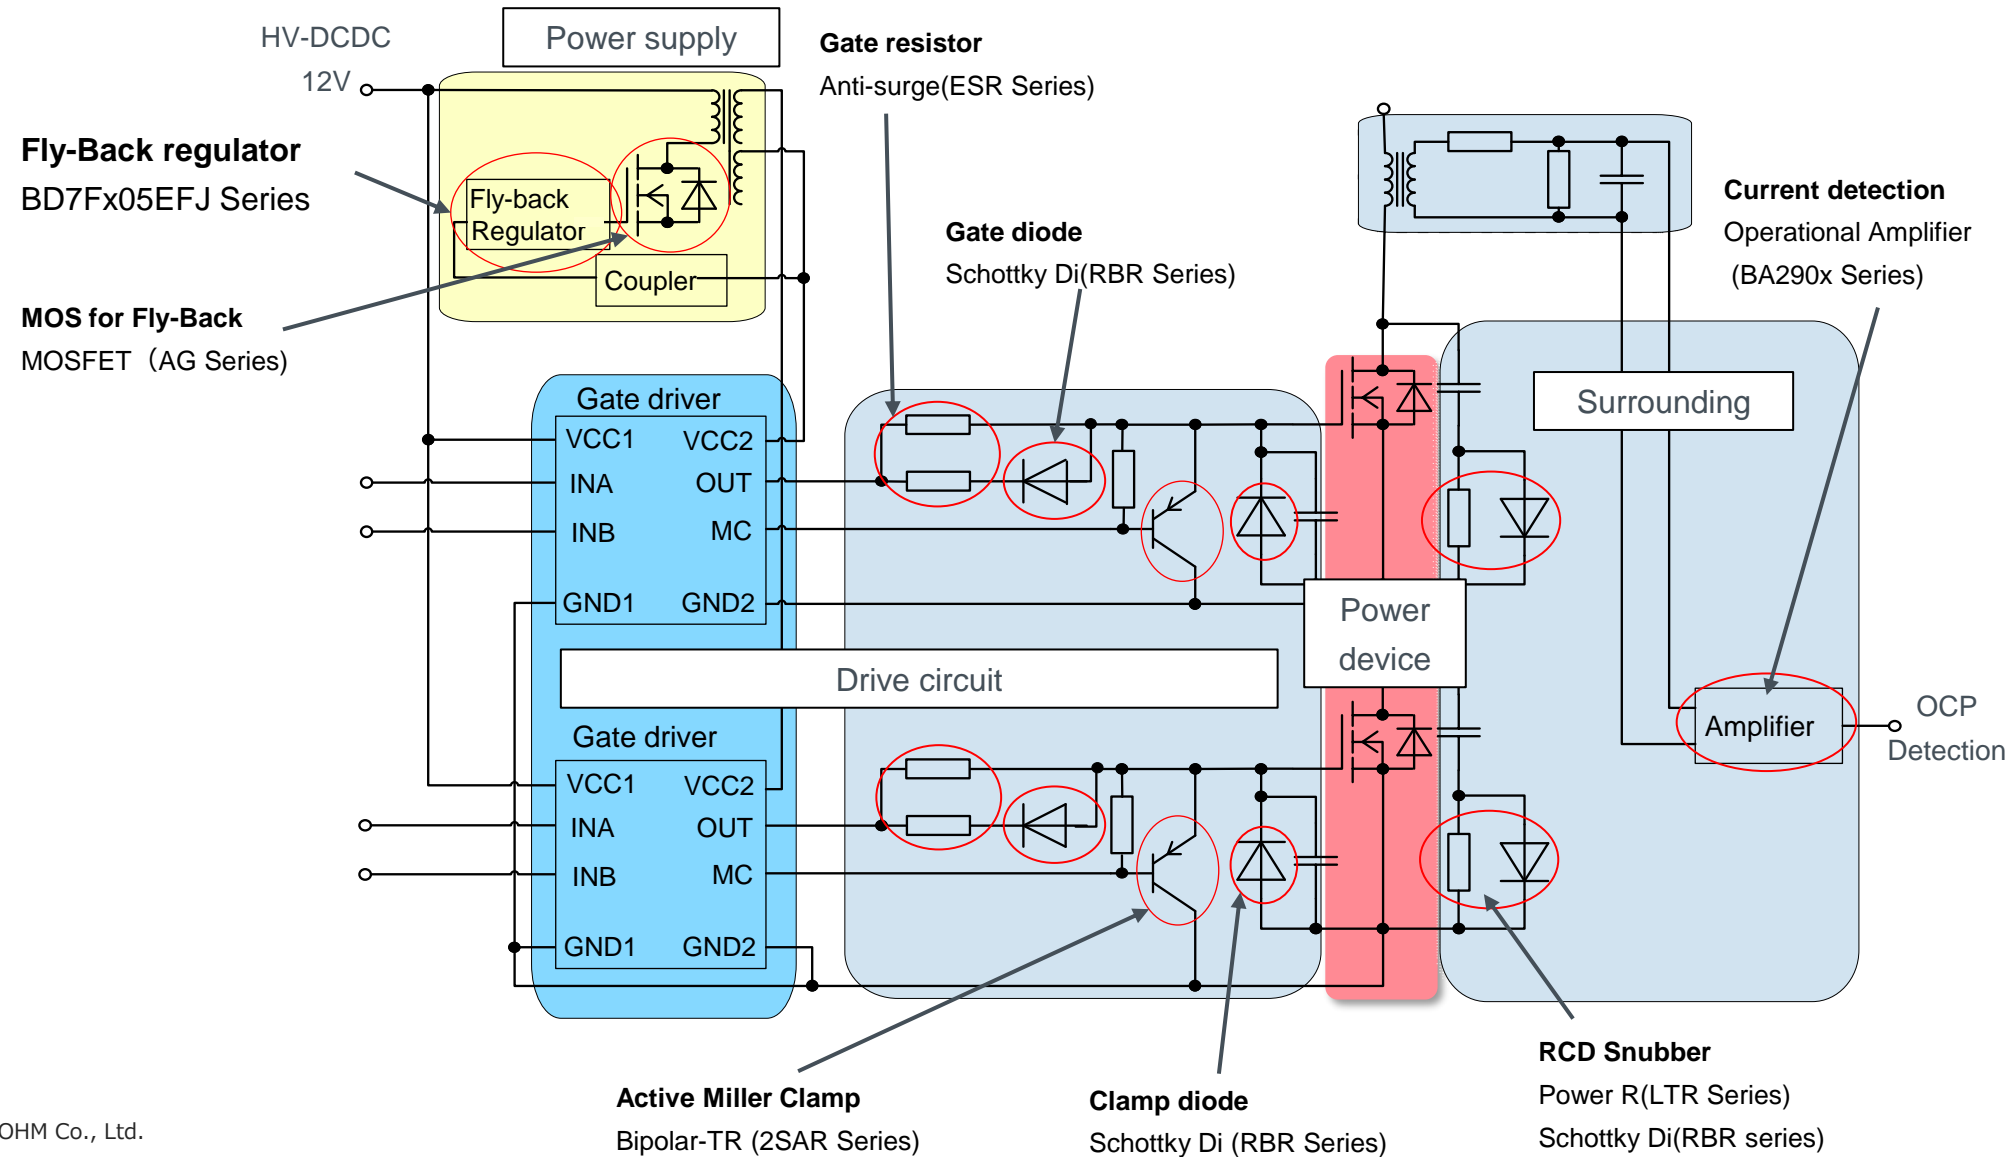 HV-DCDC
12V
Power supply
Gate resistor
Anti-surge(ESR Series)
Fly-Back regulator
BD7Fx05EFJ Series
Fly-back
Regulator
Coupler
Gate diode
Schottky Di(RBR Series)
Current detection
Operational Amplifier
(BA290x Series)
MOS for Fly-Back
MOSFET（AG Series)
Gate driver
VCC1 VCC2
INA OUT
INB MC
GND1 GND2
Surrounding
Power
device
Drive circuit
Gate driver
VCC1 VCC2
INA OUT
INB MC
GND1 GND2
Amplifier
OCP
Detection
Active Miller Clamp
Bipolar-TR (2SAR Series)
Clamp diode
Schottky Di (RBR Series)
RCD Snubber
Power R(LTR Series)
Schottky Di(RBR series)
OHM Co., Ltd.